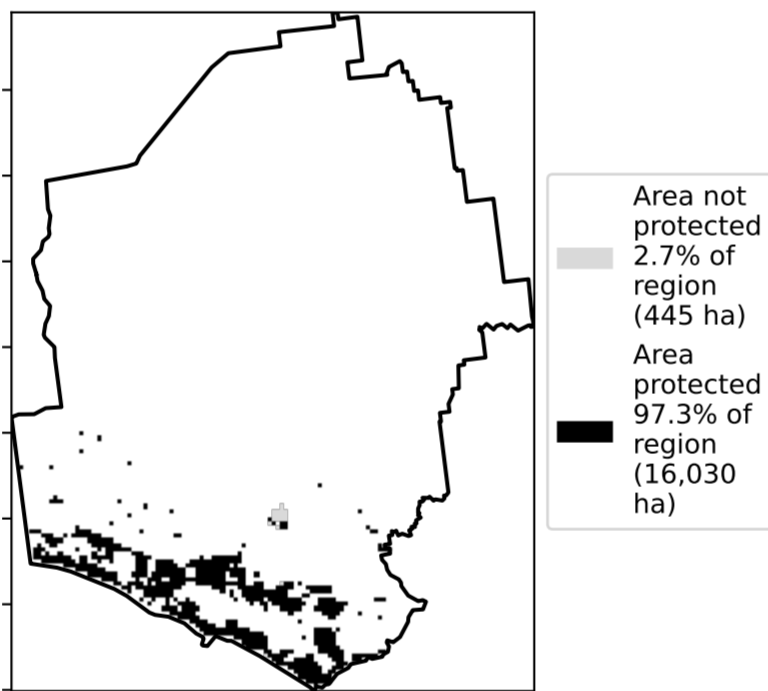 Area not
protected
2.7% of
region
(445 ha)
Area
protected
97.3% of
region
(16,030
ha)